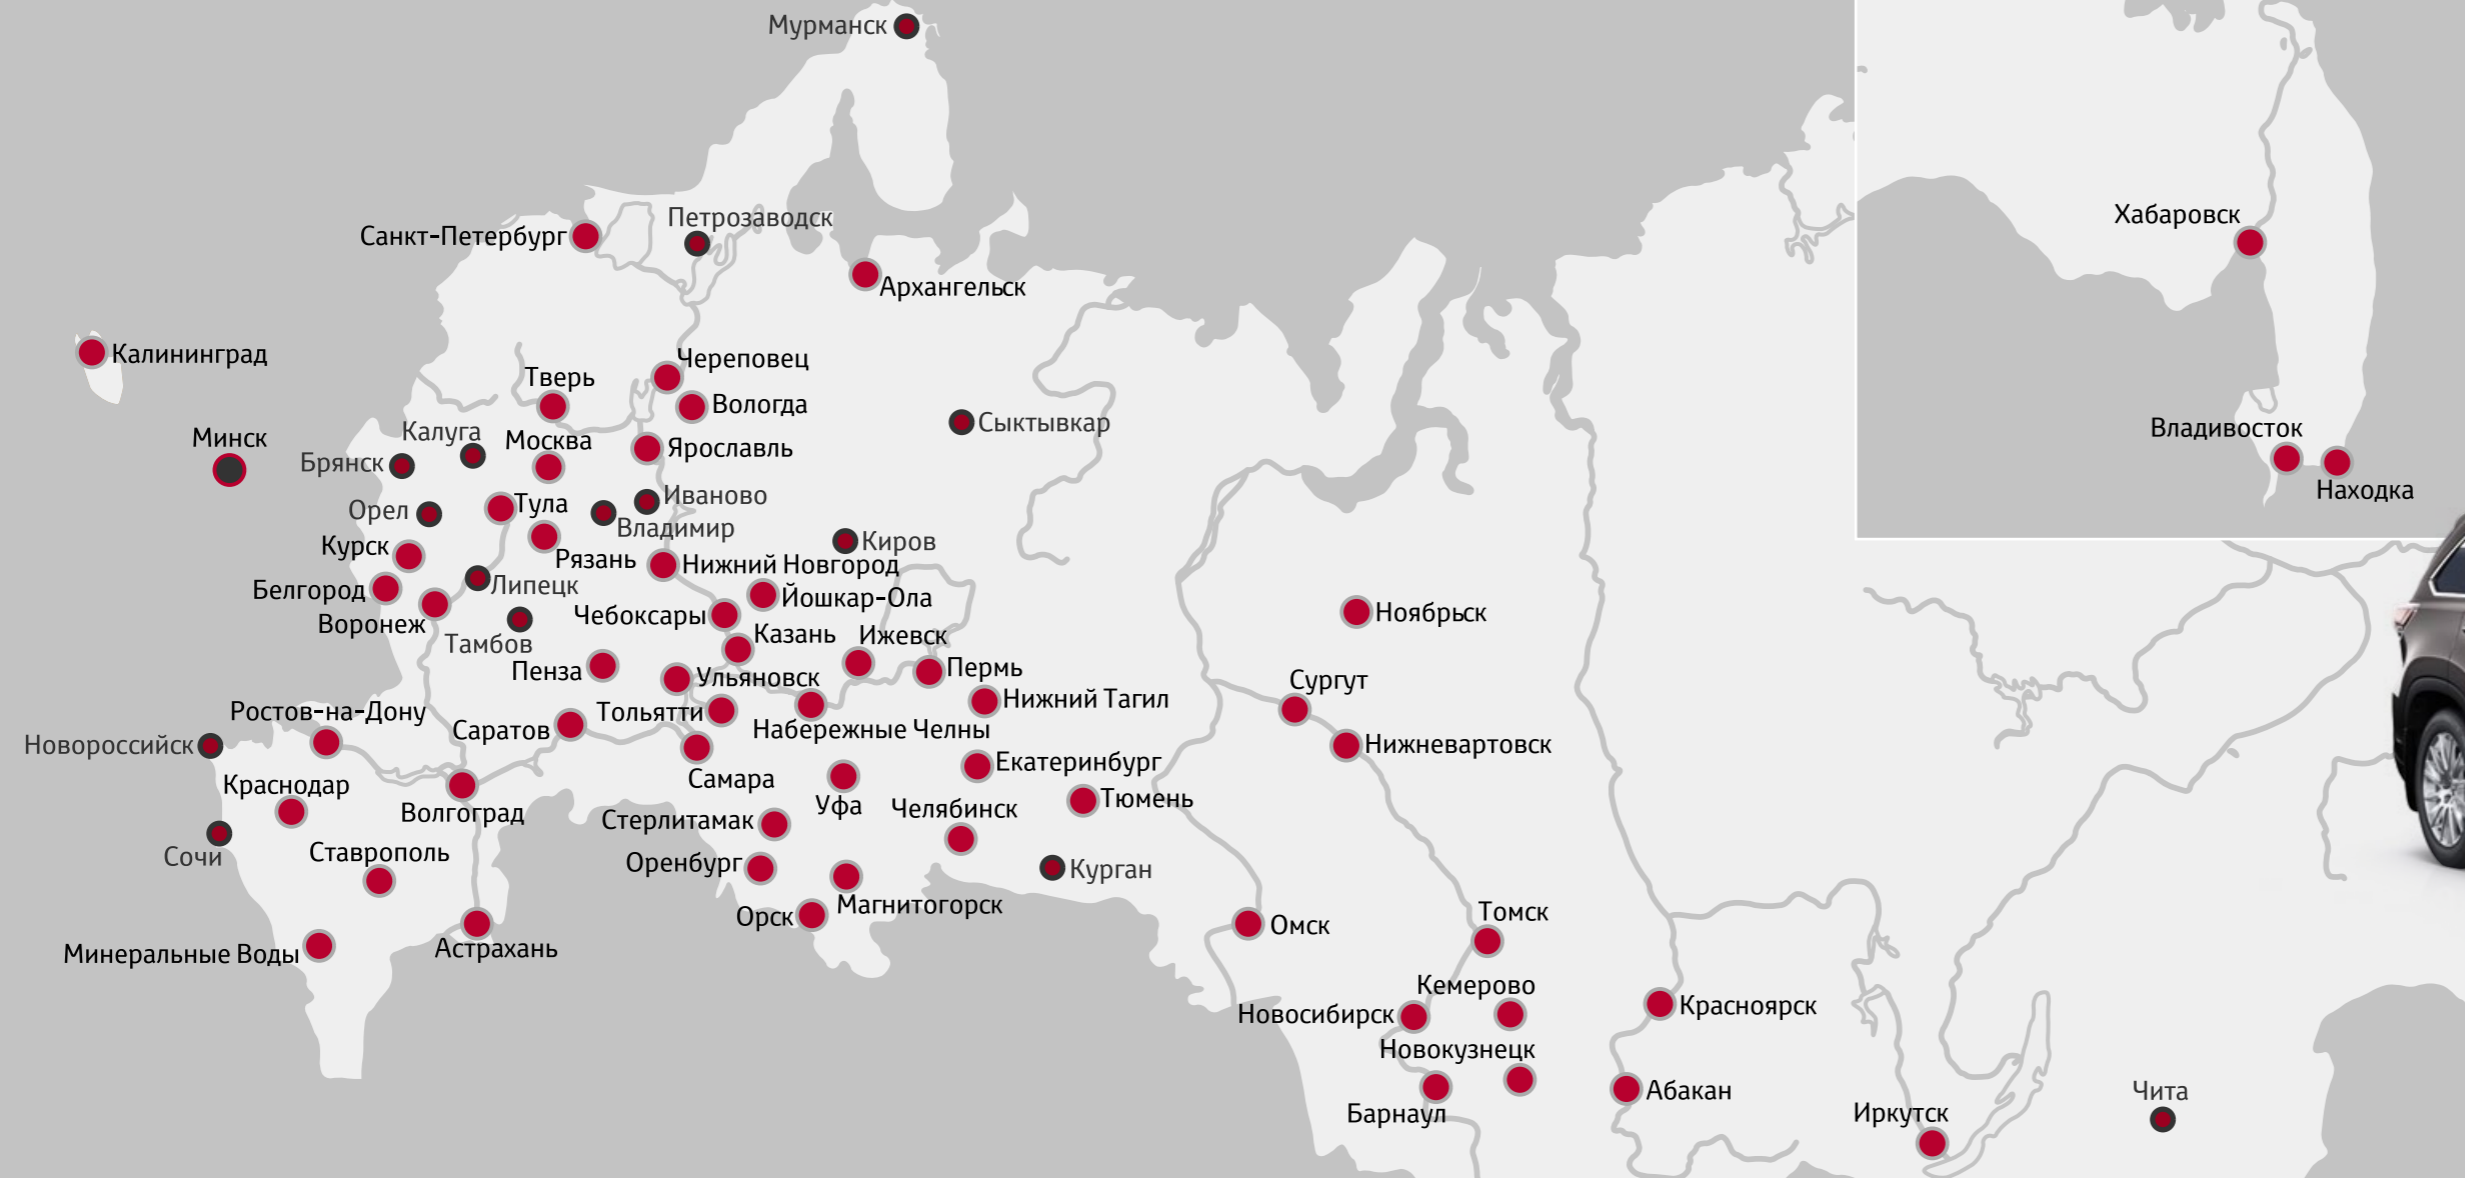 Мурманск
Хабаровск
Петрозаводск
Санкт-Петербург
Архангельск
Калининград
Череповец
Тверь
Вологда
Сыктывкар
Владивосток
Минск
Калуга
Москва
Ярославль
Брянск
Находка
Иваново
Тула
Орел
Владимир
Киров
Курск
Рязань
Нижний Новгород
Липецк
Белгород
Йошкар-Ола
Ноябрьск
Чебоксары
Воронеж
Казань
Ижевск
Тамбов
Пенза
Пермь
Ульяновск
Сургут
Нижний Тагил
Ростов-на-Дону
Тольятти
Саратов
Набережные Челны
Новороссийск
Нижневартовск
Екатеринбург
Самара
Краснодар
Тюмень
Уфа
Челябинск
Волгоград
Стерлитамак
Ставрополь
Сочи
Оренбург
Курган
Магнитогорск
Томск
Орск
Омск
Астрахань
Минеральные Воды
Кемерово
Красноярск
Новосибирск
Новокузнецк
Абакан
Чита
Барнаул
Иркутск